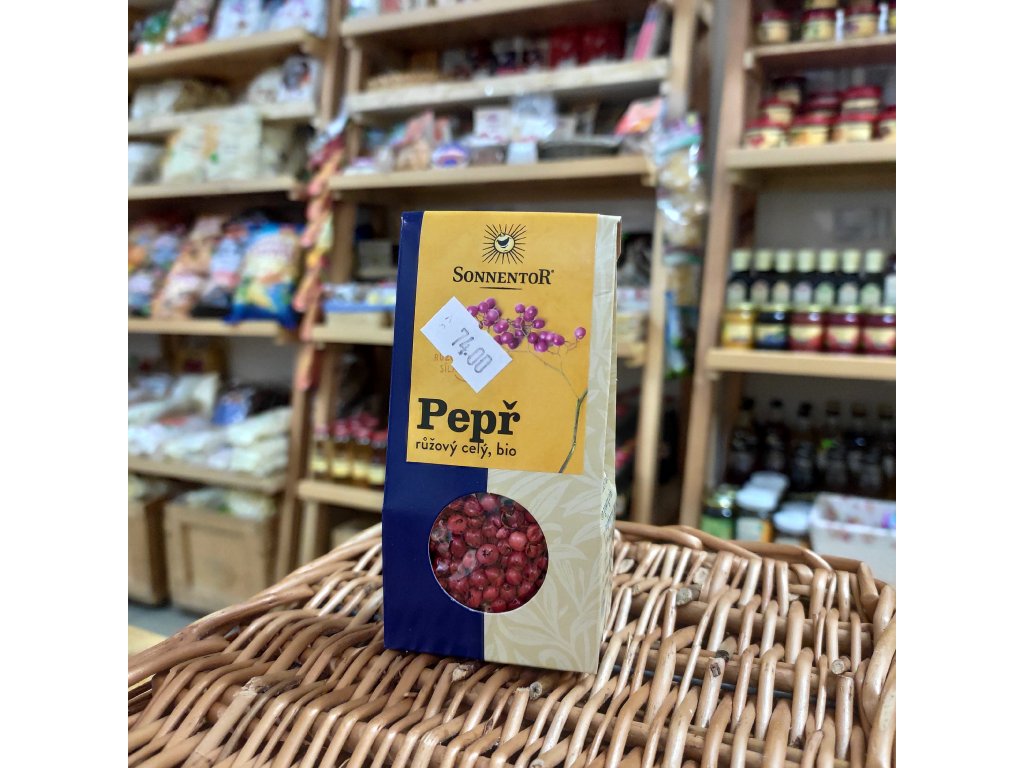 SONNENTOR®
74.00
Pepř
růžový celý, bio